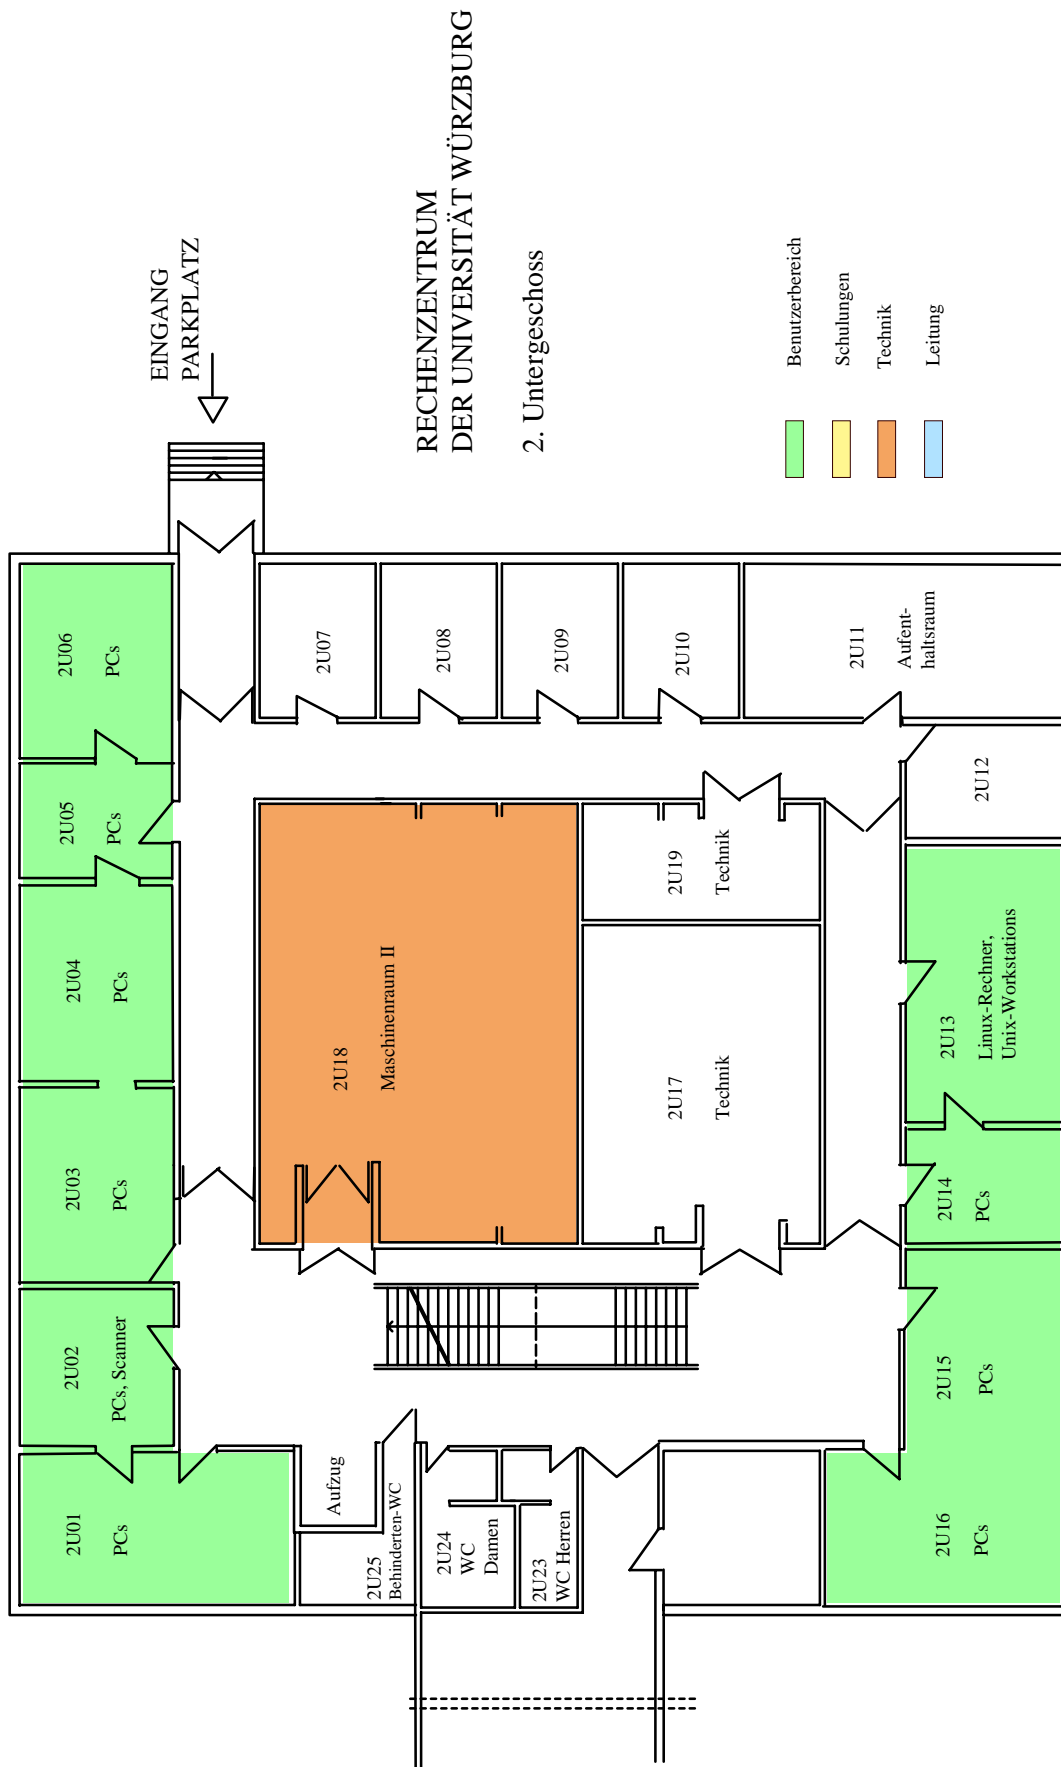 RECHENZENTRUM
DER UNIVERSITÄT WÜRZBURG
2. Untergeschoss
EINGANG
PARKPLATZ
Benutzerbereich
Schulungen
Technik
Leitung
2U01
PCs
2U02
PCs, Scanner
2U03
PCs
2U04
PCs
2U05
PCs
2U06
PCs
2U07
2U08
2U09
2U10
2U11
Aufent-
haltsraum
2U12
2U13
Linux-Rechner,
Unix-Workstations
2U14
PCs
2U15
PCs
2U16
PCs
2U17
Technik
2U18
Maschinenraum II
2U19
Technik
Aufzug
2U25
Behinderten-WC
2U24
WC
Damen
2U23
WC Herren